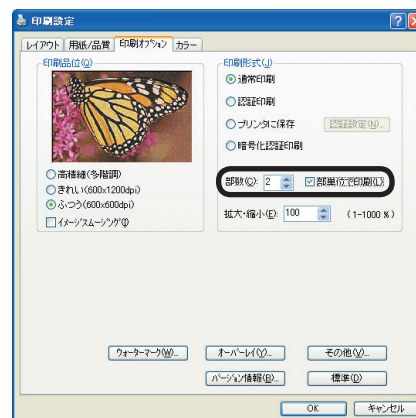 印刷設定
レイアウト 用紙/品質 印刷オプション カラー
印刷品位(Q)
高精細(多階調)
きれい(600x1200dpi)
ふつう(600x600dpi)
イメージスムージング(I)
印刷形式(J)
通常印刷
認証印刷
プリンタに保存 認証設定(N)...
暗号化認証印刷
部数(C): 2 部単位で印刷(L)
拡大・縮小(E): 100 (1-1000 %)
ウォーターマーク(W)... オーバーレイ(Y)... その他(V)...
バージョン情報(B)... 標準(D)
OK キャンセル